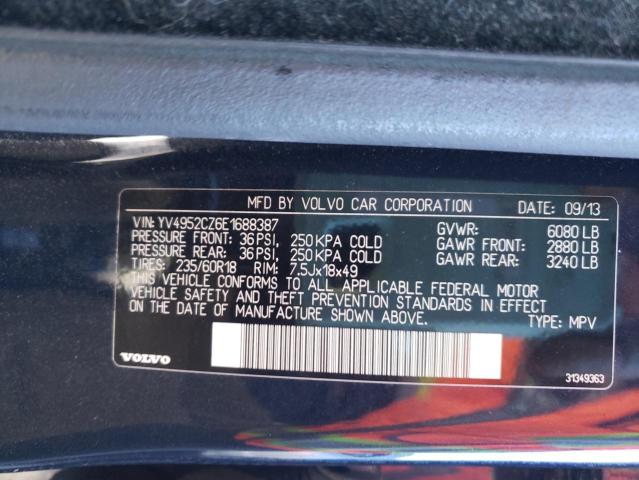 MFD BY VOLVO CAR CORPORATION DATE: 09/13
VIN: YV4952CZ6E1688387 GVWR: 6080 LB
PRESSURE FRONT: 36 PSI, 250 KPA COLD GAWR FRONT: 2880 LB
PRESSURE REAR: 36 PSI, 250 KPA COLD GAWR REAR: 3240 LB
TIRES: 235/60R18 RIM: 7.5Jx18x49
THIS VEHICLE CONFORMS TO ALL APPLICABLE FEDERAL MOTOR
VEHICLE SAFETY AND THEFT PREVENTION STANDARDS IN EFFECT
ON THE DATE OF MANUFACTURE SHOWN ABOVE. TYPE: MPV
VOLVO
31349363